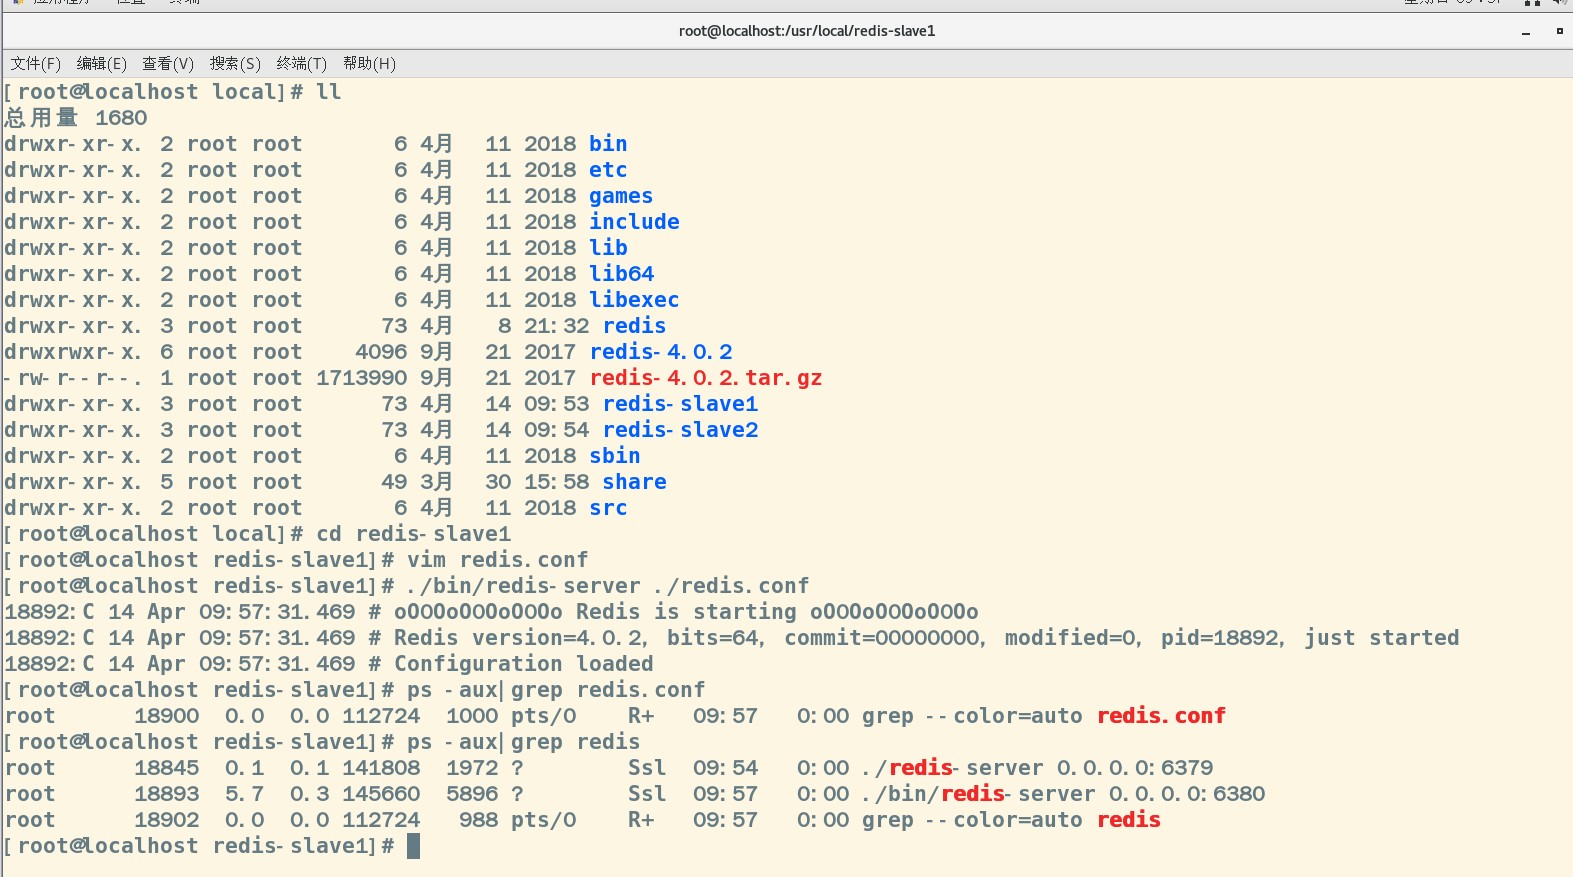 root@localhost:/usr/local/redis-slave1
文件(F) 编辑(E) 查看(V) 搜索(S) 终端(T) 帮助(H)
[root@localhost local]# ll
总用量 1680
drwxr-xr-x. 2 root root       6 4月  11 2018 bin
drwxr-xr-x. 2 root root       6 4月  11 2018 etc
drwxr-xr-x. 2 root root       6 4月  11 2018 games
drwxr-xr-x. 2 root root       6 4月  11 2018 include
drwxr-xr-x. 2 root root       6 4月  11 2018 lib
drwxr-xr-x. 2 root root       6 4月  11 2018 lib64
drwxr-xr-x. 2 root root       6 4月  11 2018 libexec
drwxr-xr-x. 3 root root      73 4月   8 21:32 redis
drwxrwxr-x. 6 root root    4096 9月  21 2017 redis-4.0.2
-rw-r--r--. 1 root root 1713990 9月  21 2017 redis-4.0.2.tar.gz
drwxr-xr-x. 3 root root      73 4月  14 09:53 redis-slave1
drwxr-xr-x. 3 root root      73 4月  14 09:54 redis-slave2
drwxr-xr-x. 2 root root       6 4月  11 2018 sbin
drwxr-xr-x. 5 root root      49 3月  30 15:58 share
drwxr-xr-x. 2 root root       6 4月  11 2018 src
[root@localhost local]# cd redis-slave1
[root@localhost redis-slave1]# vim redis.conf
[root@localhost redis-slave1]# ./bin/redis-server ./redis.conf
18892:C 14 Apr 09:57:31.469 # oO0OoO0OoO0Oo Redis is starting oO0OoO0OoO0Oo
18892:C 14 Apr 09:57:31.469 # Redis version=4.0.2, bits=64, commit=00000000, modified=0, pid=18892, just started
18892:C 14 Apr 09:57:31.469 # Configuration loaded
[root@localhost redis-slave1]# ps -aux|grep redis.conf
root      18900  0.0  0.0 112724  1000 pts/0    R+   09:57   0:00 grep --color=auto redis.conf
[root@localhost redis-slave1]# ps -aux|grep redis
root      18845  0.1  0.1 141808  1972 ?        Ssl  09:54   0:00 ./redis-server 0.0.0.0:6379
root      18893  5.7  0.3 145660  5896 ?        Ssl  09:57   0:00 ./bin/redis-server 0.0.0.0:6380
root      18902  0.0  0.0 112724   988 pts/0    R+   09:57   0:00 grep --color=auto redis
[root@localhost redis-slave1]#